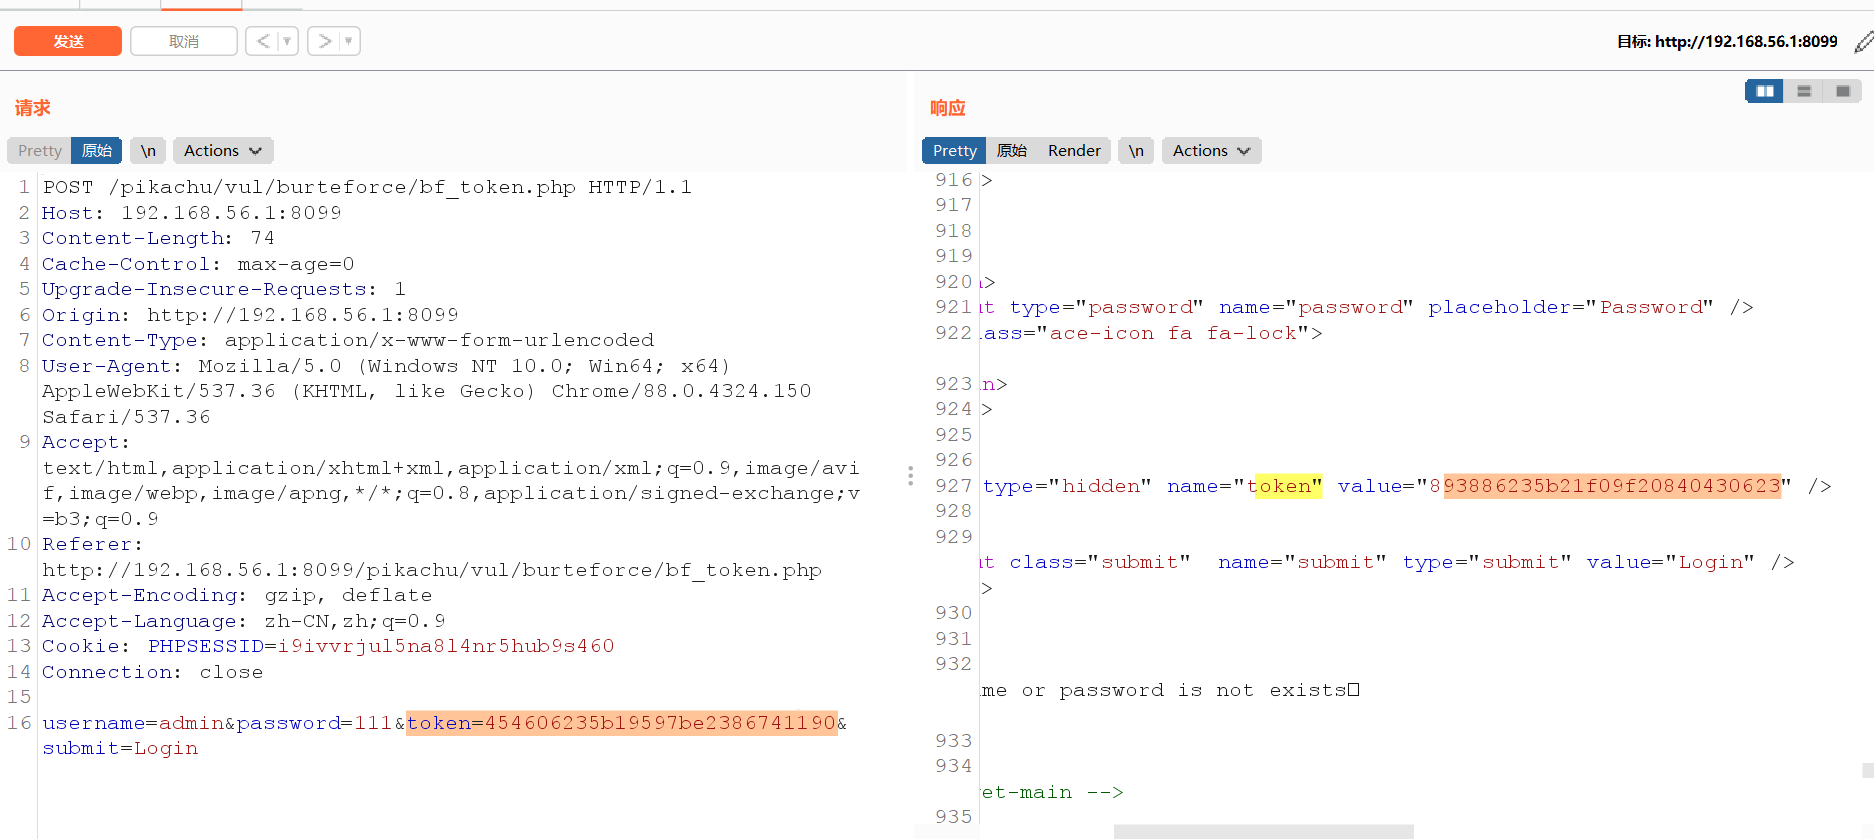 发送 取消 < >
目标: http://192.168.56.1:8099
请求
Pretty 原始 \n Actions
1 POST /pikachu/vul/burteforce/bf_token.php HTTP/1.1
2 Host: 192.168.56.1:8099
3 Content-Length: 74
4 Cache-Control: max-age=0
5 Upgrade-Insecure-Requests: 1
6 Origin: http://192.168.56.1:8099
7 Content-Type: application/x-www-form-urlencoded
8 User-Agent: Mozilla/5.0 (Windows NT 10.0; Win64; x64)
AppleWebKit/537.36 (KHTML, like Gecko) Chrome/88.0.4324.150
Safari/537.36
9 Accept:
text/html,application/xhtml+xml,application/xml;q=0.9,image/avi
f,image/webp,image/apng,*/*;q=0.8,application/signed-exchange;v
=b3;q=0.9
10 Referer:
http://192.168.56.1:8099/pikachu/vul/burteforce/bf_token.php
11 Accept-Encoding: gzip, deflate
12 Accept-Language: zh-CN,zh;q=0.9
13 Cookie: PHPSESSID=i9ivvrjul5na8l4nr5hub9s460
14 Connection: close
15
16 username=admin&password=111&token=454606235b19597be2386741190&
submit=Login
响应
Pretty 原始 Render \n Actions
916 >
917
918
919
920 >
921 t type="password" name="password" placeholder="Password" />
922 lass="ace-icon fa fa-lock">
923 n>
924 >
925
926
927 type="hidden" name="token" value="893886235b21f09f20840430623" />
928
929
t class="submit"  name="submit" type="submit" value="Login" />
>
930
931
932
me or password is not exists
933
934
et-main -->
935